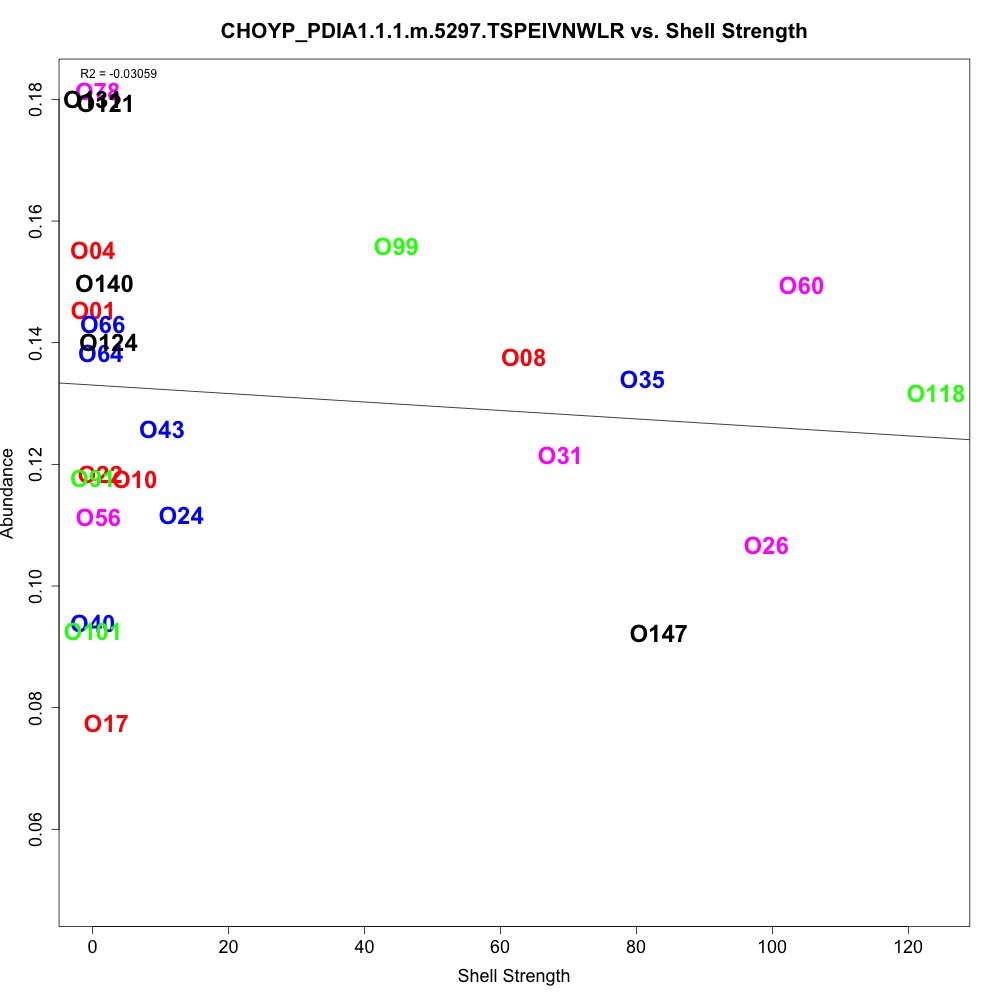 CHOYP_PDIA1.1.1.m.5297.TSPEIVNWLR vs. Shell Strength
R2 = -0.03059
O78
O121
O04
O99
O140
O60
O01
O66
O124
O64
O08
O35
O118
O43
O31
O22
O10
O56
O24
O26
O40
O101
O147
O17
0.18
0.16
0.14
0.12
0.10
0.08
0.06
Abundance
0 20 40 60 80 100 120
Shell Strength